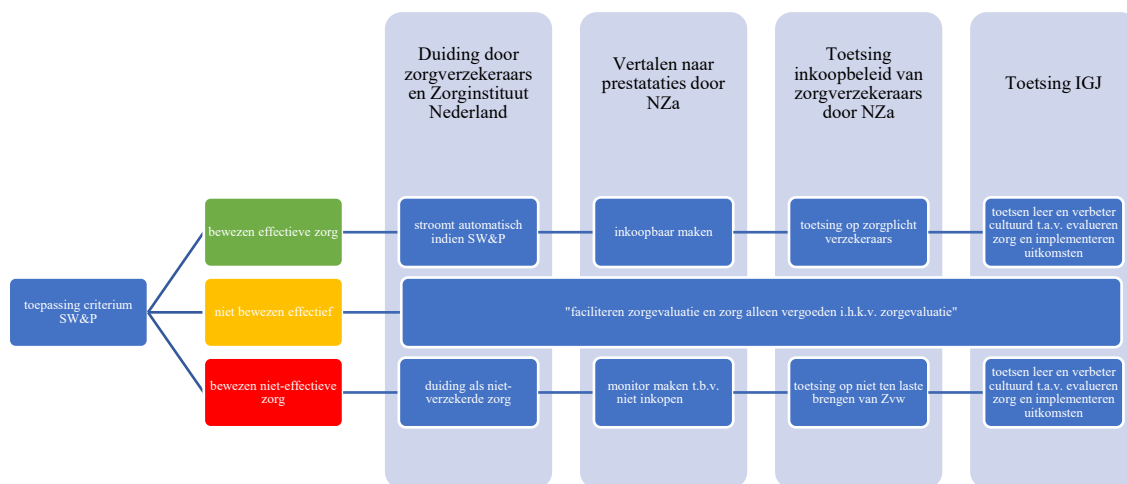 Duiding door
zorgverzekeraars
en Zorginstituut
Nederland
Vertalen naar
prestataties door
NZa
Toetsing
inkoopbeleid van
zorgverzekeraars
door NZa
Toetsing IGJ
toepassing criterium
SW&P
bewezen effectieve zorg
stroomt automatisch
indien SW&P
inkoopbaar maken
toetsing op zorgplicht
verzekeraars
toetsen leer en verbeter
cultuurd t.a.v. evalueren
zorg en implementeren
uitkomsten
niet bewezen effectief
"faciliteren zorgevaluatie en zorg alleen vergoeden i.h.k.v. zorgevaluatie"
bewezen niet-effectieve
zorg
duiding als niet-
verzekerde zorg
monitor maken t.b.v.
niet inkopen
toetsing op niet ten laste
brengen van Zvw
toetsen leer en verbeter
cultuurd t.a.v. evalueren
zorg en implementeren
uitkomsten